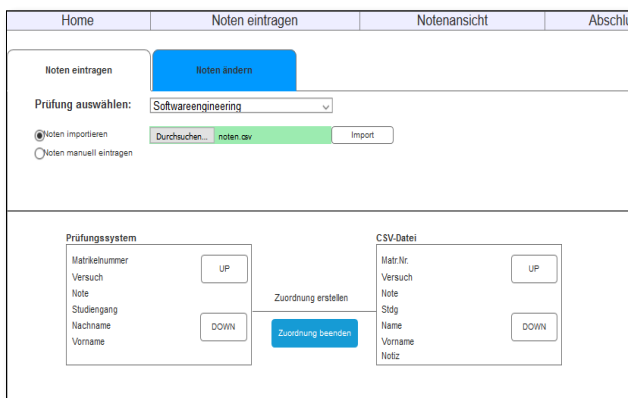 Home Noten eintragen Notenansicht Abschlu
Noten eintragen Noten ändern
Prüfung auswählen: Softwareengineering
Noten importieren Durchsuchen... noten.csv Import
Noten manuell eintragen
Prüfungssystem CSV-Datei
Matrikelnummer UP Matr.Nr. UP
Versuch Versuch
Note Zuordnung erstellen Note
Studiengang Stdg
Nachname DOWN Zuordnung beenden Name DOWN
Vorname Vorname
Notiz